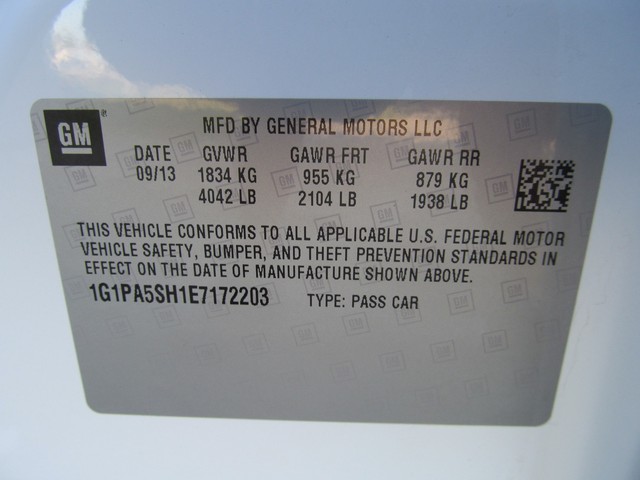 GM
MFD BY GENERAL MOTORS LLC
DATE GVWR GAWR FRT GAWR RR
09/13 1834 KG 955 KG 879 KG
4042 LB 2104 LB 1938 LB
THIS VEHICLE CONFORMS TO ALL APPLICABLE U.S. FEDERAL MOTOR
VEHICLE SAFETY, BUMPER, AND THEFT PREVENTION STANDARDS IN
EFFECT ON THE DATE OF MANUFACTURE SHOWN ABOVE.
1G1PA5SH1E7172203 TYPE: PASS CAR